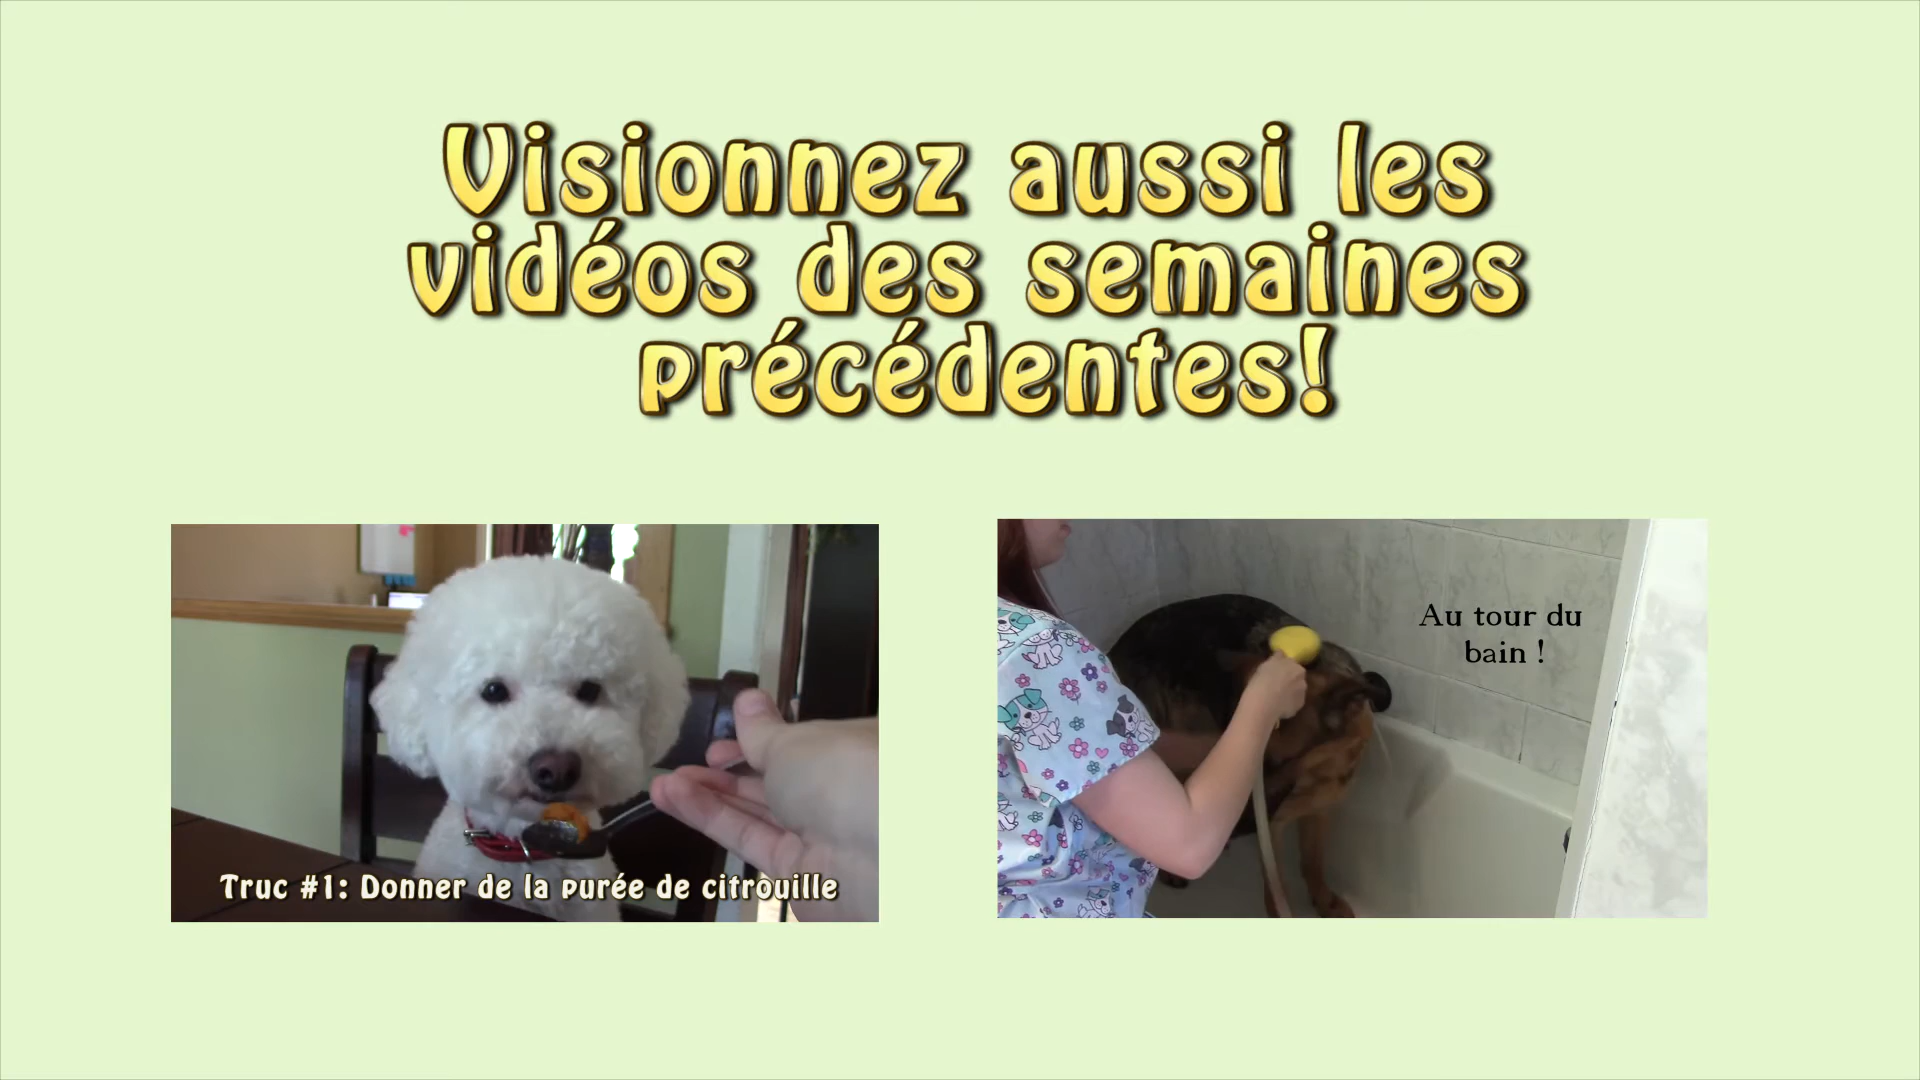 Visionnez aussi les
vidéos des semaines
précédentes!
Truc #1: Donner de la purée de citrouille
Au tour du
bain !